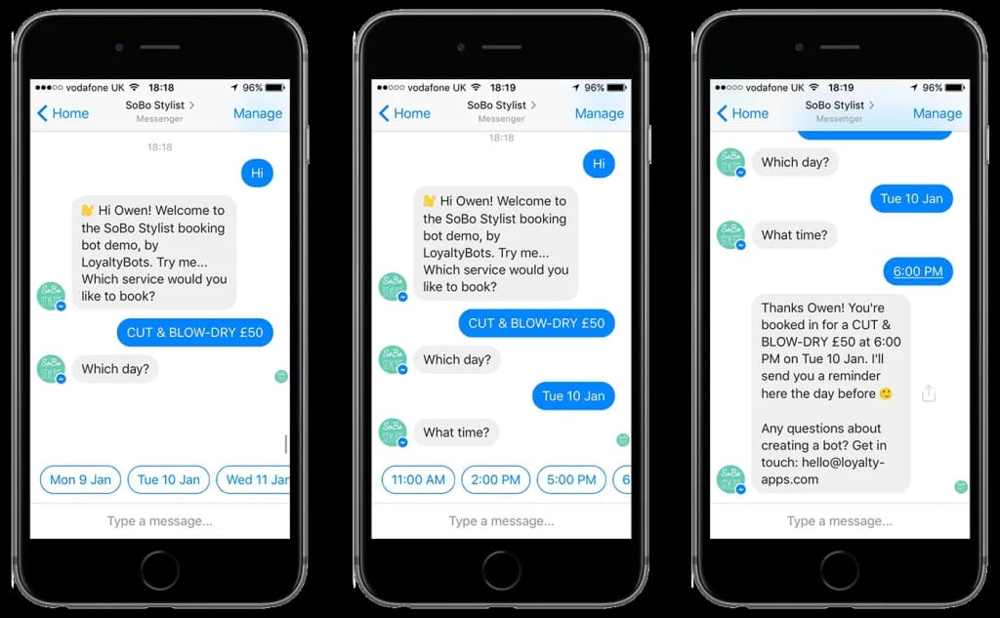 vodafone UK 18:18 96%
Home SoBo Stylist Manage
Messenger
18:18
Hi
👋 Hi Owen! Welcome to
the SoBo Stylist booking
bot demo, by
LoyaltyBots. Try me...
Which service would you
like to book?
CUT & BLOW-DRY £50
Which day?
Mon 9 Jan Tue 10 Jan Wed 11 Jan
Type a message...
vodafone UK 18:19 96%
Home SoBo Stylist Manage
Messenger
18:18
Hi
👋 Hi Owen! Welcome to
the SoBo Stylist booking
bot demo, by
LoyaltyBots. Try me...
Which service would you
like to book?
CUT & BLOW-DRY £50
Which day?
Tue 10 Jan
What time?
11:00 AM 2:00 PM 5:00 PM 6
Type a message...
vodafone UK 18:19 96%
Home SoBo Stylist Manage
Messenger
Which day?
Tue 10 Jan
What time?
6:00 PM
Thanks Owen! You're
booked in for a CUT &
BLOW-DRY £50 at 6:00
PM on Tue 10 Jan. I'll
send you a reminder
here the day before 🙂
Any questions about
creating a bot? Get in
touch: hello@loyalty-
apps.com
Type a message...